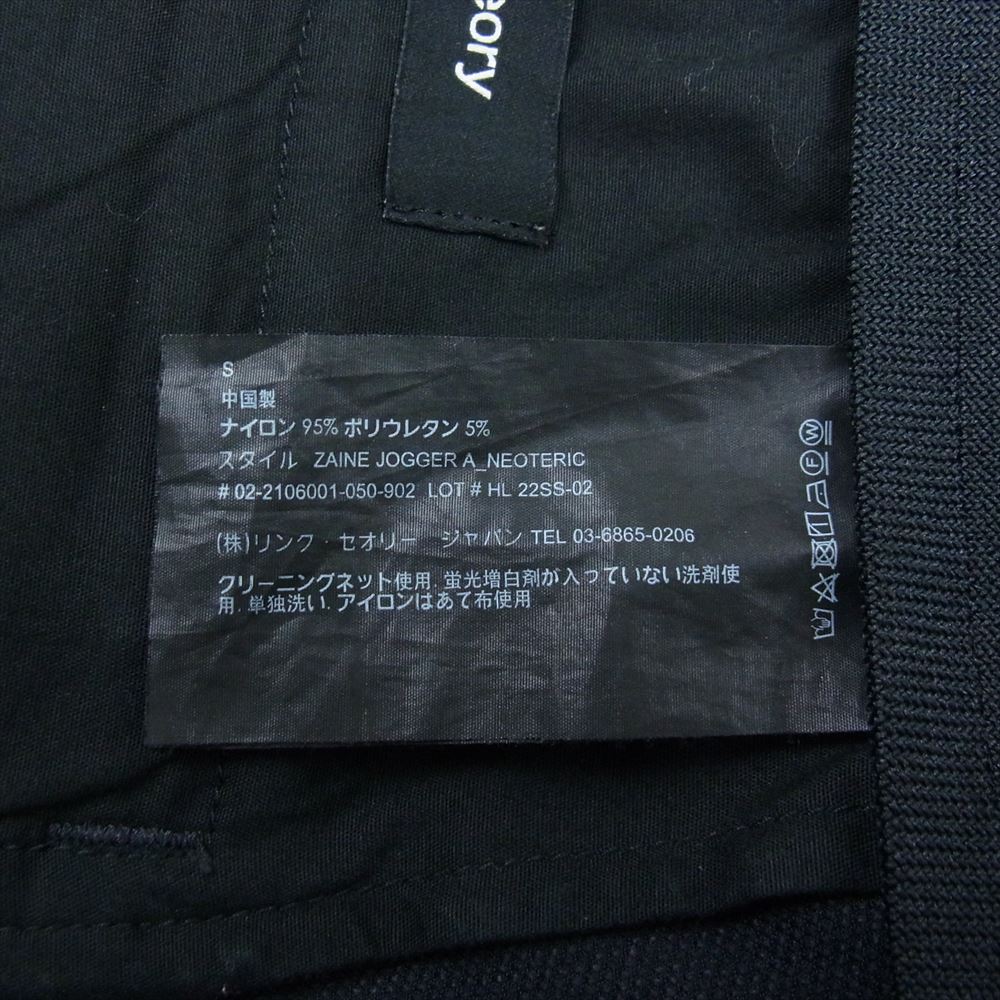 eory
S
中国製
ナイロン 95% ポリウレタン 5%
スタイル ZAINE JOGGER A_NEOTERIC
# 02-2106001-050-902 LOT # HL 22SS-02
(株)リンク・セオリー ジャパン TEL 03-6865-0206
クリーニングネット使用. 蛍光増白剤が入っていない洗剤使
用. 単独洗い. アイロンはあて布使用
W
F